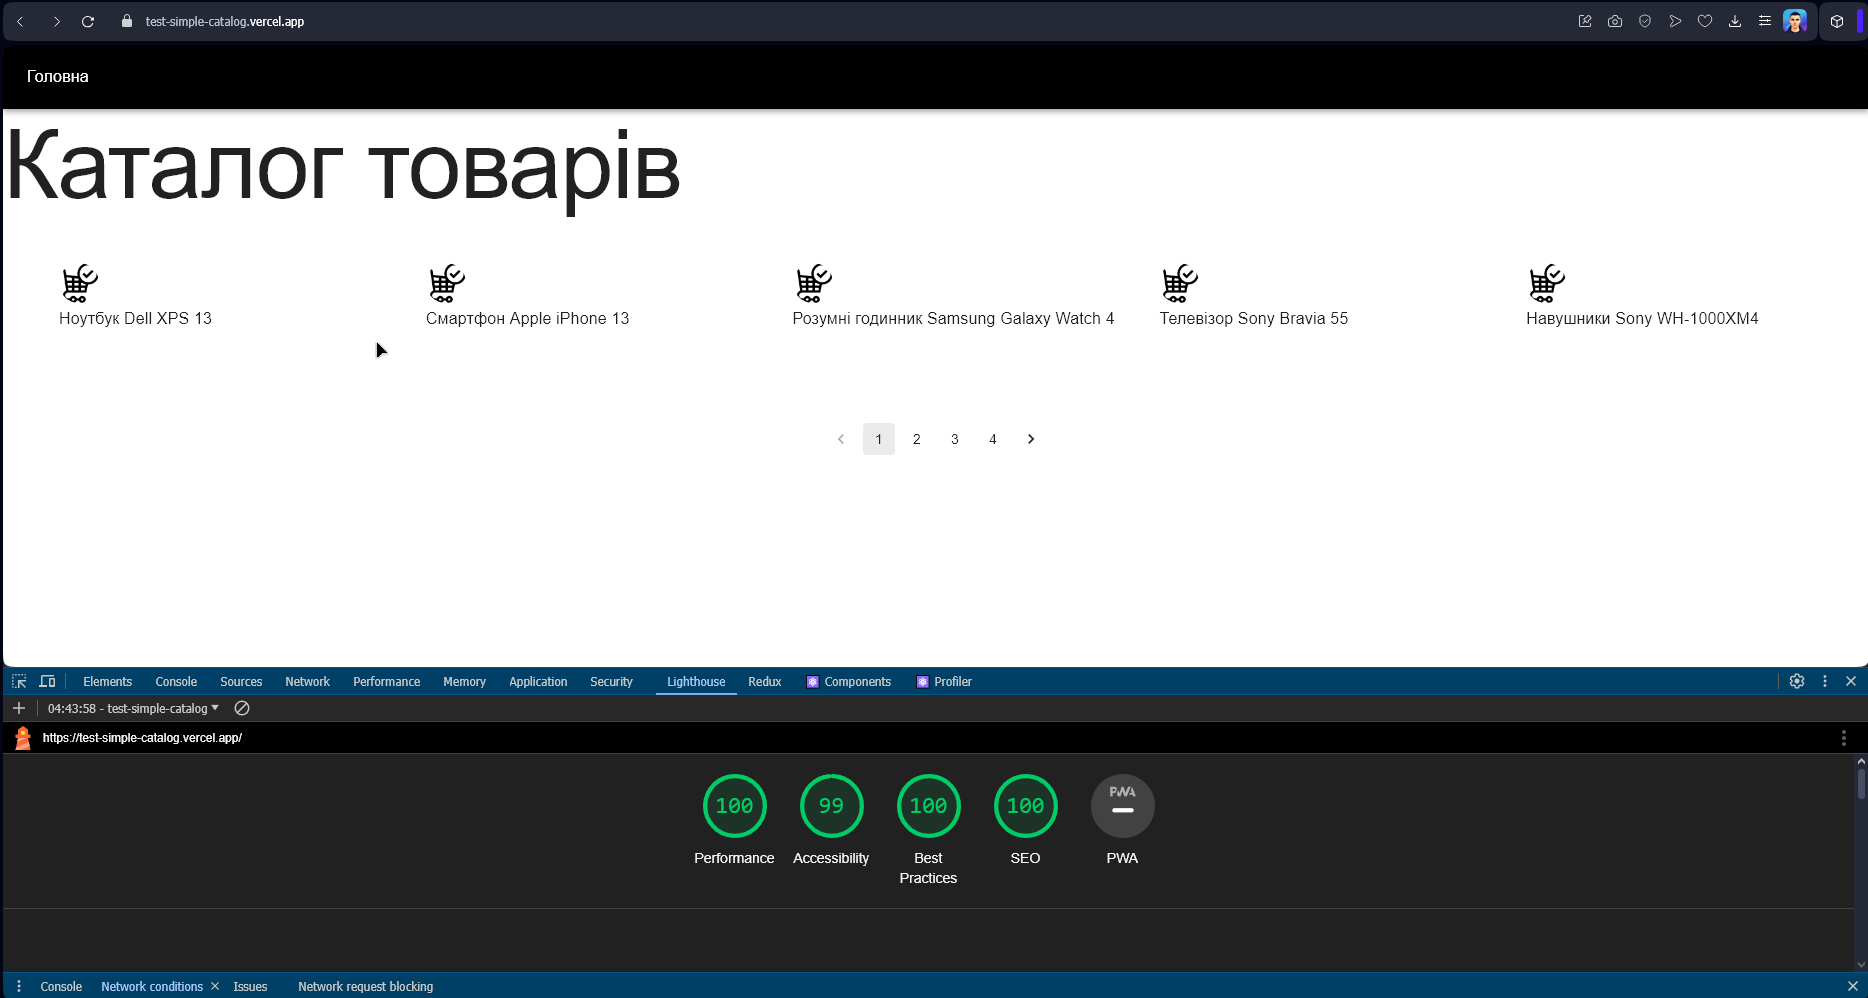 test-simple-catalog.vercel.app
Головна
Каталог товарів
Ноутбук Dell XPS 13
Смартфон Apple iPhone 13
Розумні годинник Samsung Galaxy Watch 4
Телевізор Sony Bravia 55
Навушники Sony WH-1000XM4
1 2 3 4
Elements Console Sources Network Performance Memory Application Security Lighthouse Redux Components Profiler
04:43:58 - test-simple-catalog
https://test-simple-catalog.vercel.app/
100 99 100 100 PWA
Performance Accessibility Best Practices SEO PWA
Console Network conditions Issues Network request blocking